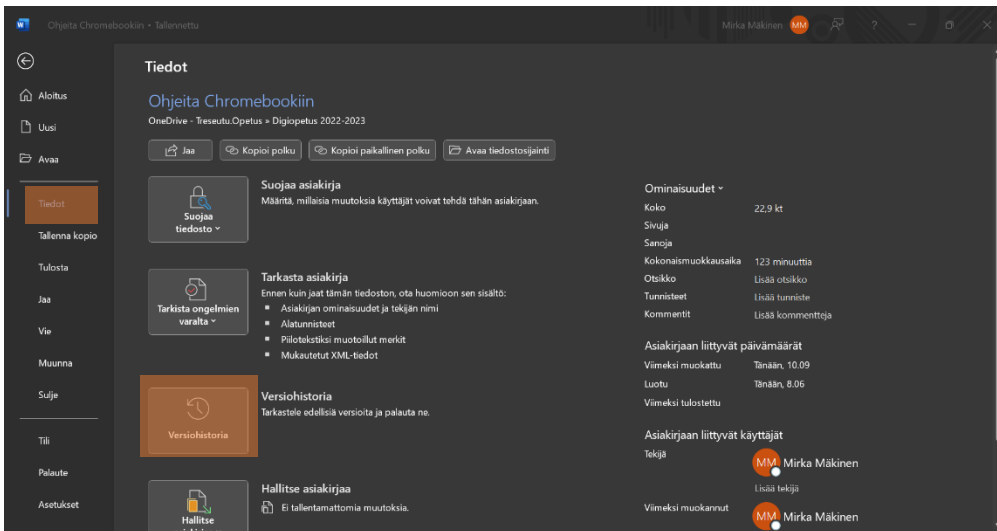 Ohjeita Chromebookiin • Tallennettu
Mirka Mäkinen MM
Tiedot
Aloitus
Uusi
Avaa
Tiedot
Tallenna kopio
Tulosta
Jaa
Vie
Muunna
Sulje
Tili
Palaute
Asetukset
Ohjeita Chromebookiin
OneDrive - Treseutu.Opetus » Digiopetus 2022-2023
Jaa
Kopioi polku
Kopioi paikallinen polku
Avaa tiedostosijainti
Suojaa
tiedosto
Suojaa asiakirja
Määritä, millaisia muutoksia käyttäjät voivat tehdä tähän asiakirjaan.
Tarkista ongelmien
varalta
Tarkasta asiakirja
Ennen kuin jaat tämän tiedoston, ota huomioon sen sisältö:
Asiakirjan ominaisuudet ja tekijän nimi
Alatunnisteet
Piilotekstiksi muotoillut merkit
Mukautetut XML-tiedot
Versiohistoria
Versiohistoria
Tarkastele edellisiä versioita ja palauta ne.
Hallitse
Hallitse asiakirjaa
Ei tallentamattomia muutoksia.
Ominaisuudet
Koko 22,9 kt
Sivuja
Sanoja
Kokonaismuokkausaika 123 minuuttia
Otsikko Lisää otsikko
Tunnisteet Lisää tunniste
Kommentit Lisää kommentteja
Asiakirjaan liittyvät päivämäärät
Viimeksi muokattu Tänään, 10.09
Luotu Tänään, 8.06
Viimeksi tulostettu
Asiakirjaan liittyvät käyttäjät
Tekijä MM Mirka Mäkinen
Lisää tekijä
Viimeksi muokannut MM Mirka Mäkinen